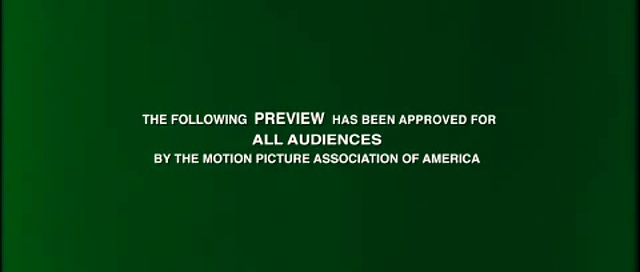 THE FOLLOWING PREVIEW HAS BEEN APPROVED FOR
ALL AUDIENCES
BY THE MOTION PICTURE ASSOCIATION OF AMERICA